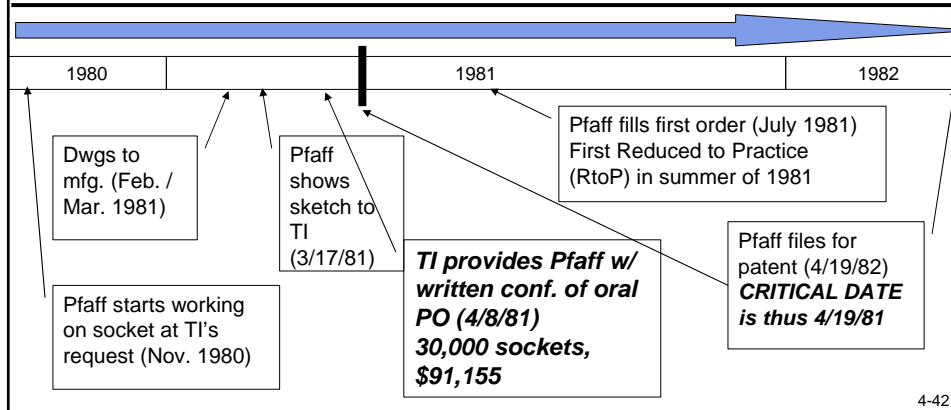 1980
1981
1982
Dwgs to
mfg. (Feb. /
Mar. 1981)
Pfaff
shows
sketch to
TI
(3/17/81)
Pfaff fills first order (July 1981)
First Reduced to Practice
(RtoP) in summer of 1981
Pfaff starts working
on socket at TI's
request (Nov. 1980)
TI provides Pfaff w/
written conf. of oral
PO (4/8/81)
30,000 sockets,
$91,155
Pfaff files for
patent (4/19/82)
CRITICAL DATE
is thus 4/19/81
4-42